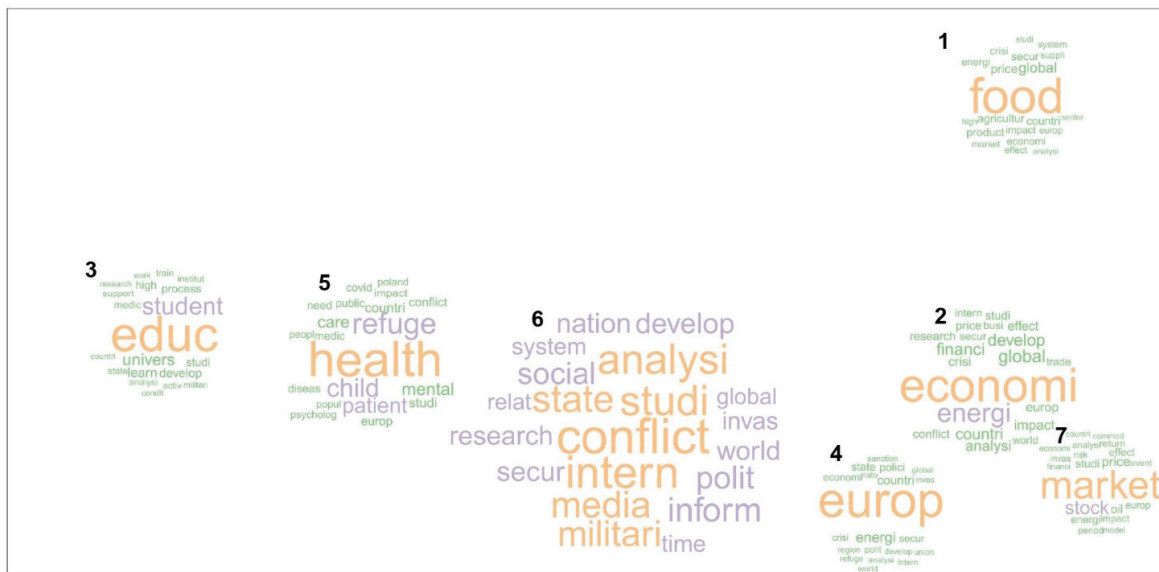 1
studi
crisi system
secur suppli
energi
price global
food
high agricultur countri sector
product impact europ
market economi
effect analysi
3
work train institut
research high process
support
medic student
educ
countri univers studi
state learn develop
analysi activ militari
condit
5
covid poland
impact
need public countri conflict
care refuge
peopl medic
health
diseas child mental
popul patient studi
psycholog europ
6
nation develop
system analysi
social
relat state studi global
invas
research conflict world
secur intern polit
media inform
militari time
2
intern studi
price busi effect
research secur develop
financi global
crisi trade
economi
energi europ
impact
conflict countri world
analysi
4
sanction
state polici global
economi nato countri invas
europ
crisi energi secur
region polit develop union
refuge analysi intern
world
7
countri commod
economi analysi return
invas risk effect
financi studi price event
market
stock oil europ
energi impact
period model